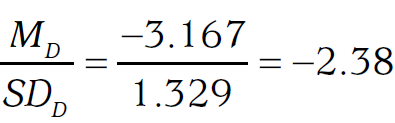 M_D / SD_D = −3.167 / 1.329 = −2.38